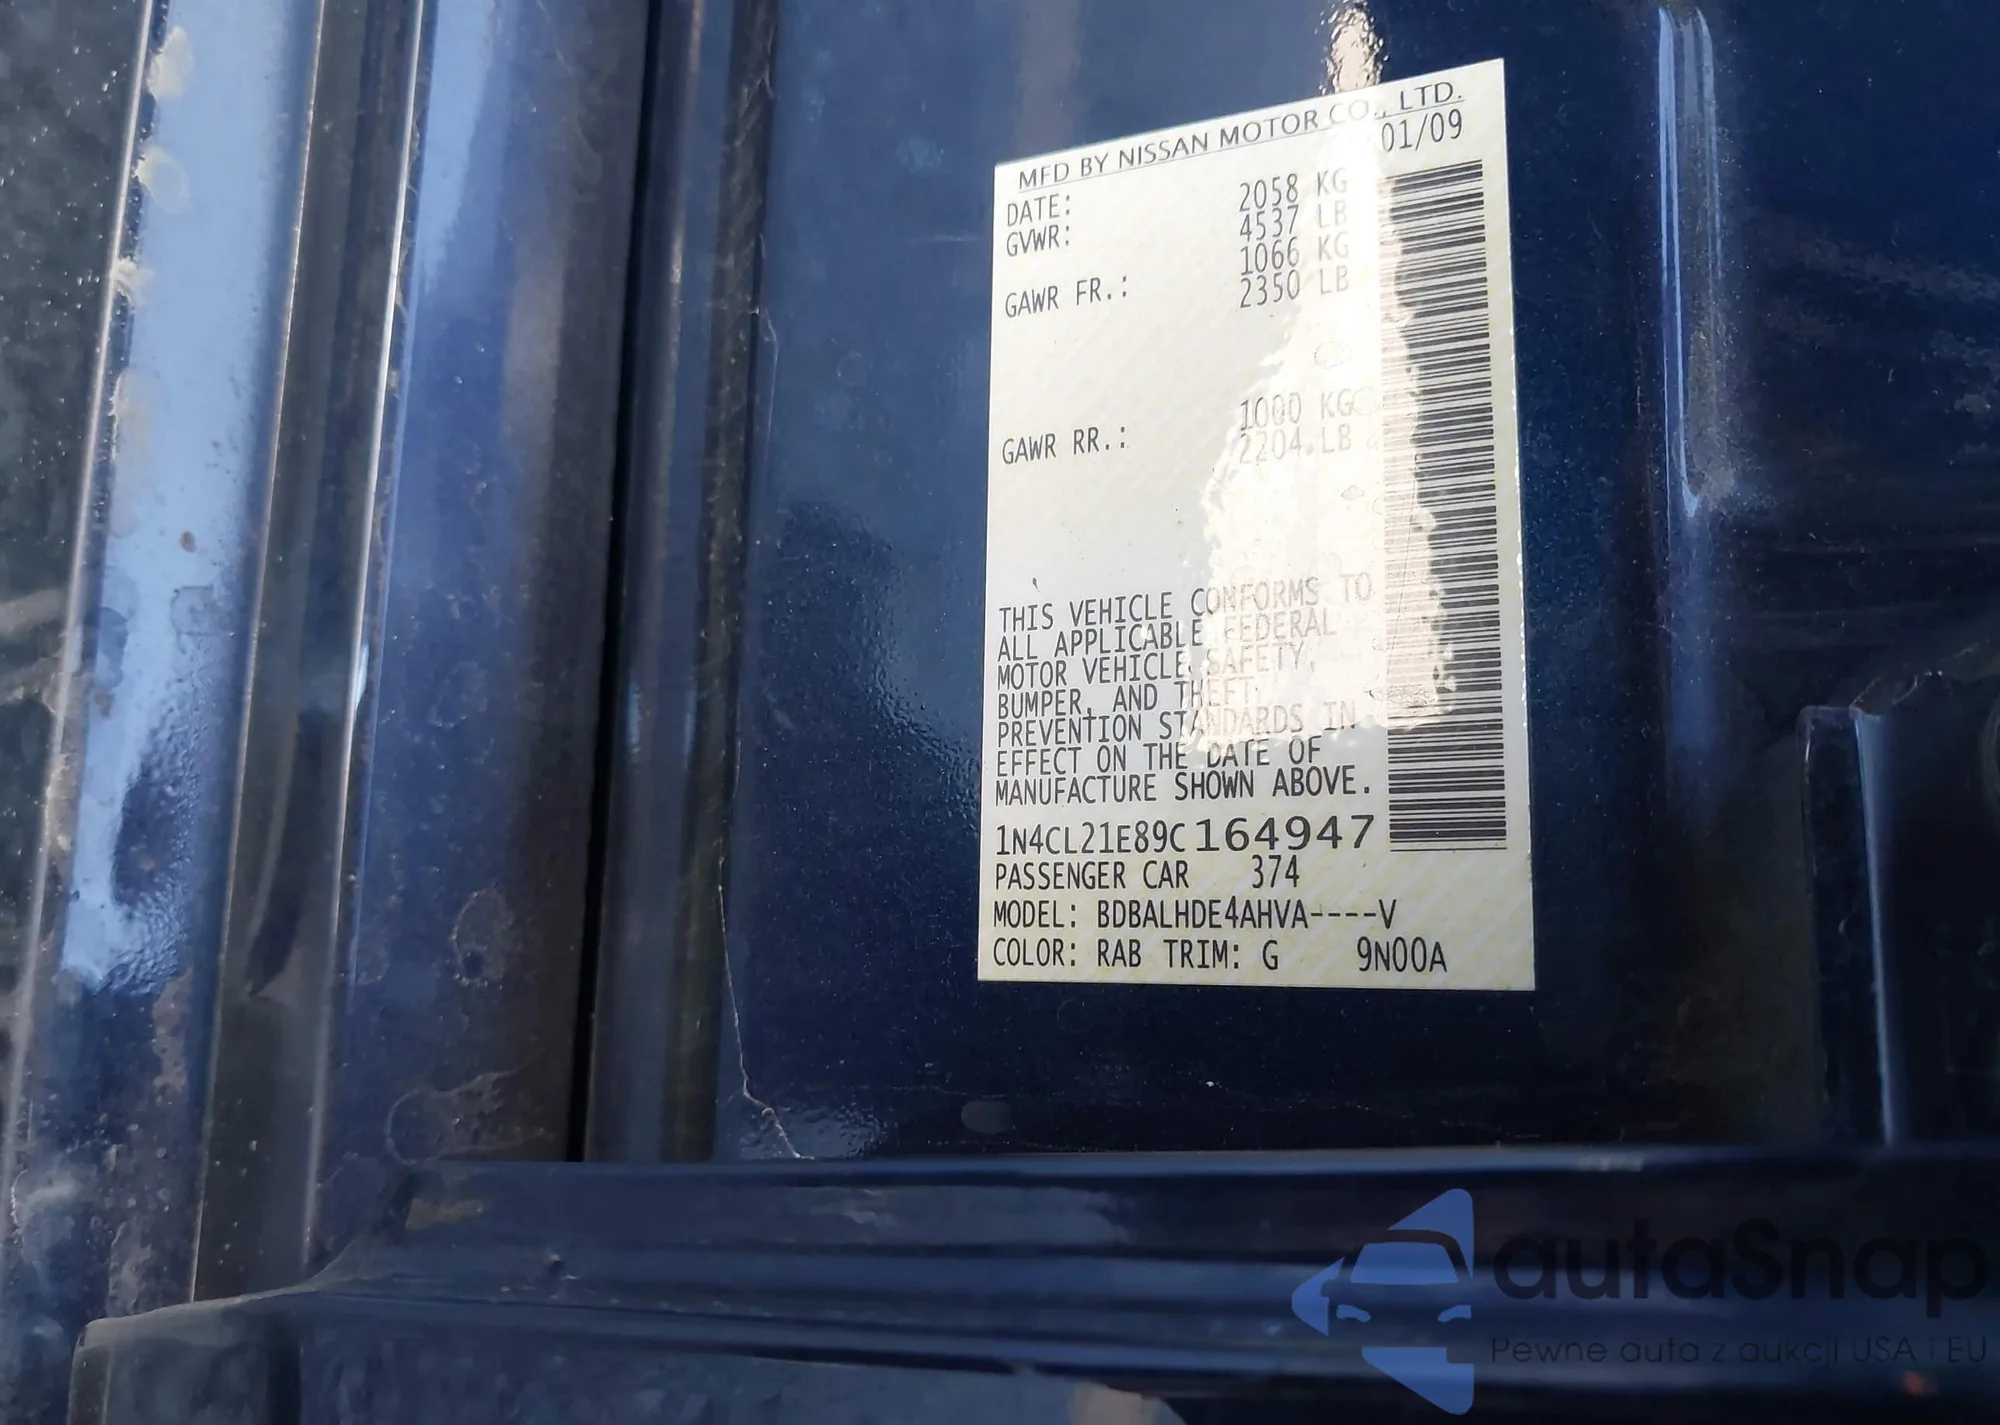 MFD BY NISSAN MOTOR CO., LTD.
DATE: 01/09
GVWR: 2058 KG
4537 LB
GAWR FR.: 1066 KG
2350 LB
GAWR RR.: 1000 KG
2204 LB
THIS VEHICLE CONFORMS TO
ALL APPLICABLE FEDERAL
MOTOR VEHICLE SAFETY,
BUMPER, AND THEFT
PREVENTION STANDARDS IN
EFFECT ON THE DATE OF
MANUFACTURE SHOWN ABOVE.
1N4CL21E89C164947
PASSENGER CAR 374
MODEL: BDBALHDE4AHVA----V
COLOR: RAB TRIM: G 9N00A
autaSnap
Pewne auta z aukcji USA i EU